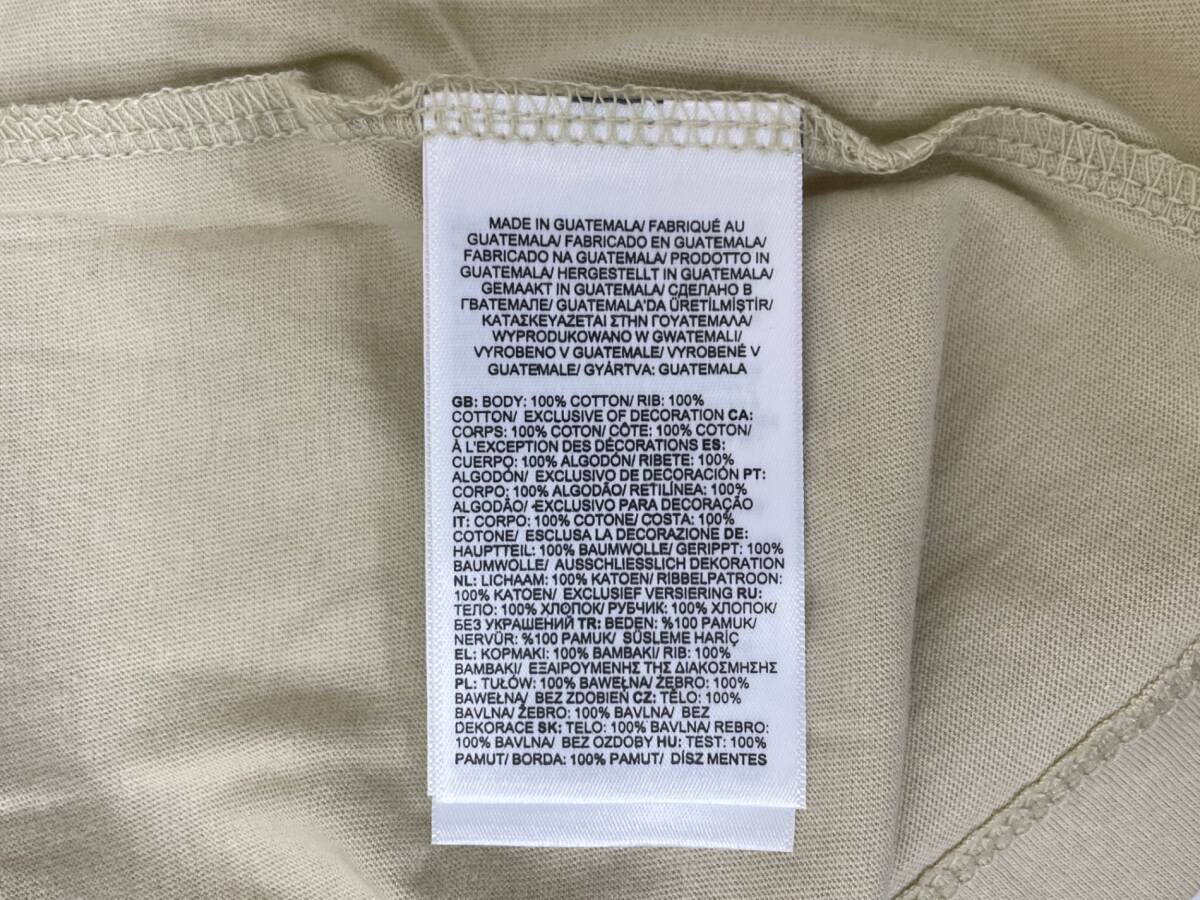 MADE IN GUATEMALA/ FABRIQUÉ AU
GUATEMALA/ FABRICADO EN GUATEMALA/
FABRICADO NA GUATEMALA/ PRODOTTO IN
GUATEMALA/ HERGESTELLT IN GUATEMALA/
GEMAAKT IN GUATEMALA/ СДЕЛАНО В
ГВАТЕМАЛЕ/ GUATEMALA'DA ÜRETİLMİŞTİR/
ΚΑΤΑΣΚΕΥΑΖΕΤΑΙ ΣΤΗΝ ΓΟΥΑΤΕΜΑΛΑ/
WYPRODUKOWANO W GWATEMALI/
VYROBENO V GUATEMALE/ VYROBENÉ V
GUATEMALE/ GYÁRTVA: GUATEMALA
GB: BODY: 100% COTTON/ RIB: 100%
COTTON/ EXCLUSIVE OF DECORATION CA:
CORPS: 100% COTON/ CÔTE: 100% COTON/
À L'EXCEPTION DES DÉCORATIONS ES:
CUERPO: 100% ALGODÓN/ RIBETE: 100%
ALGODÓN/ EXCLUSIVO DE DECORACIÓN PT:
CORPO: 100% ALGODÃO/ RETILÍNEA: 100%
ALGODÃO/ EXCLUSIVO PARA DECORAÇÃO
IT: CORPO: 100% COTONE/ COSTA: 100%
COTONE/ ESCLUSA LA DECORAZIONE DE:
HAUPTTEIL: 100% BAUMWOLLE/ GERIPPT: 100%
BAUMWOLLE/ AUSSCHLIESSLICH DEKORATION
NL: LICHAAM: 100% KATOEN/ RIBBELPATROON:
100% KATOEN/ EXCLUSIEF VERSIERING RU:
ТЕЛО: 100% ХЛОПОК/ РУБЧИК: 100% ХЛОПОК/
БЕЗ УКРАШЕНИЙ TR: BEDEN: %100 PAMUK/
NERVÜR: %100 PAMUK/ SÜSLEME HARİÇ
EL: ΚΟΡΜΑΚΙ: 100% ΒΑΜΒΑΚΙ/ RIB: 100%
ΒΑΜΒΑΚΙ/ ΕΞΑΙΡΟΥΜΕΝΗΣ ΤΗΣ ΔΙΑΚΟΣΜΗΣΗΣ
PL: TUŁÓW: 100% BAWEŁNA/ ŻEBRO: 100%
BAWEŁNA/ BEZ ZDOBIEŃ CZ: TĚLO: 100%
BAVLNA/ ŽEBRO: 100% BAVLNA/ BEZ
DEKORACE SK: TELO: 100% BAVLNA/ REBRO:
100% BAVLNA/ BEZ OZDOBY HU: TEST: 100%
PAMUT/ BORDA: 100% PAMUT/ DÍSZ MENTES